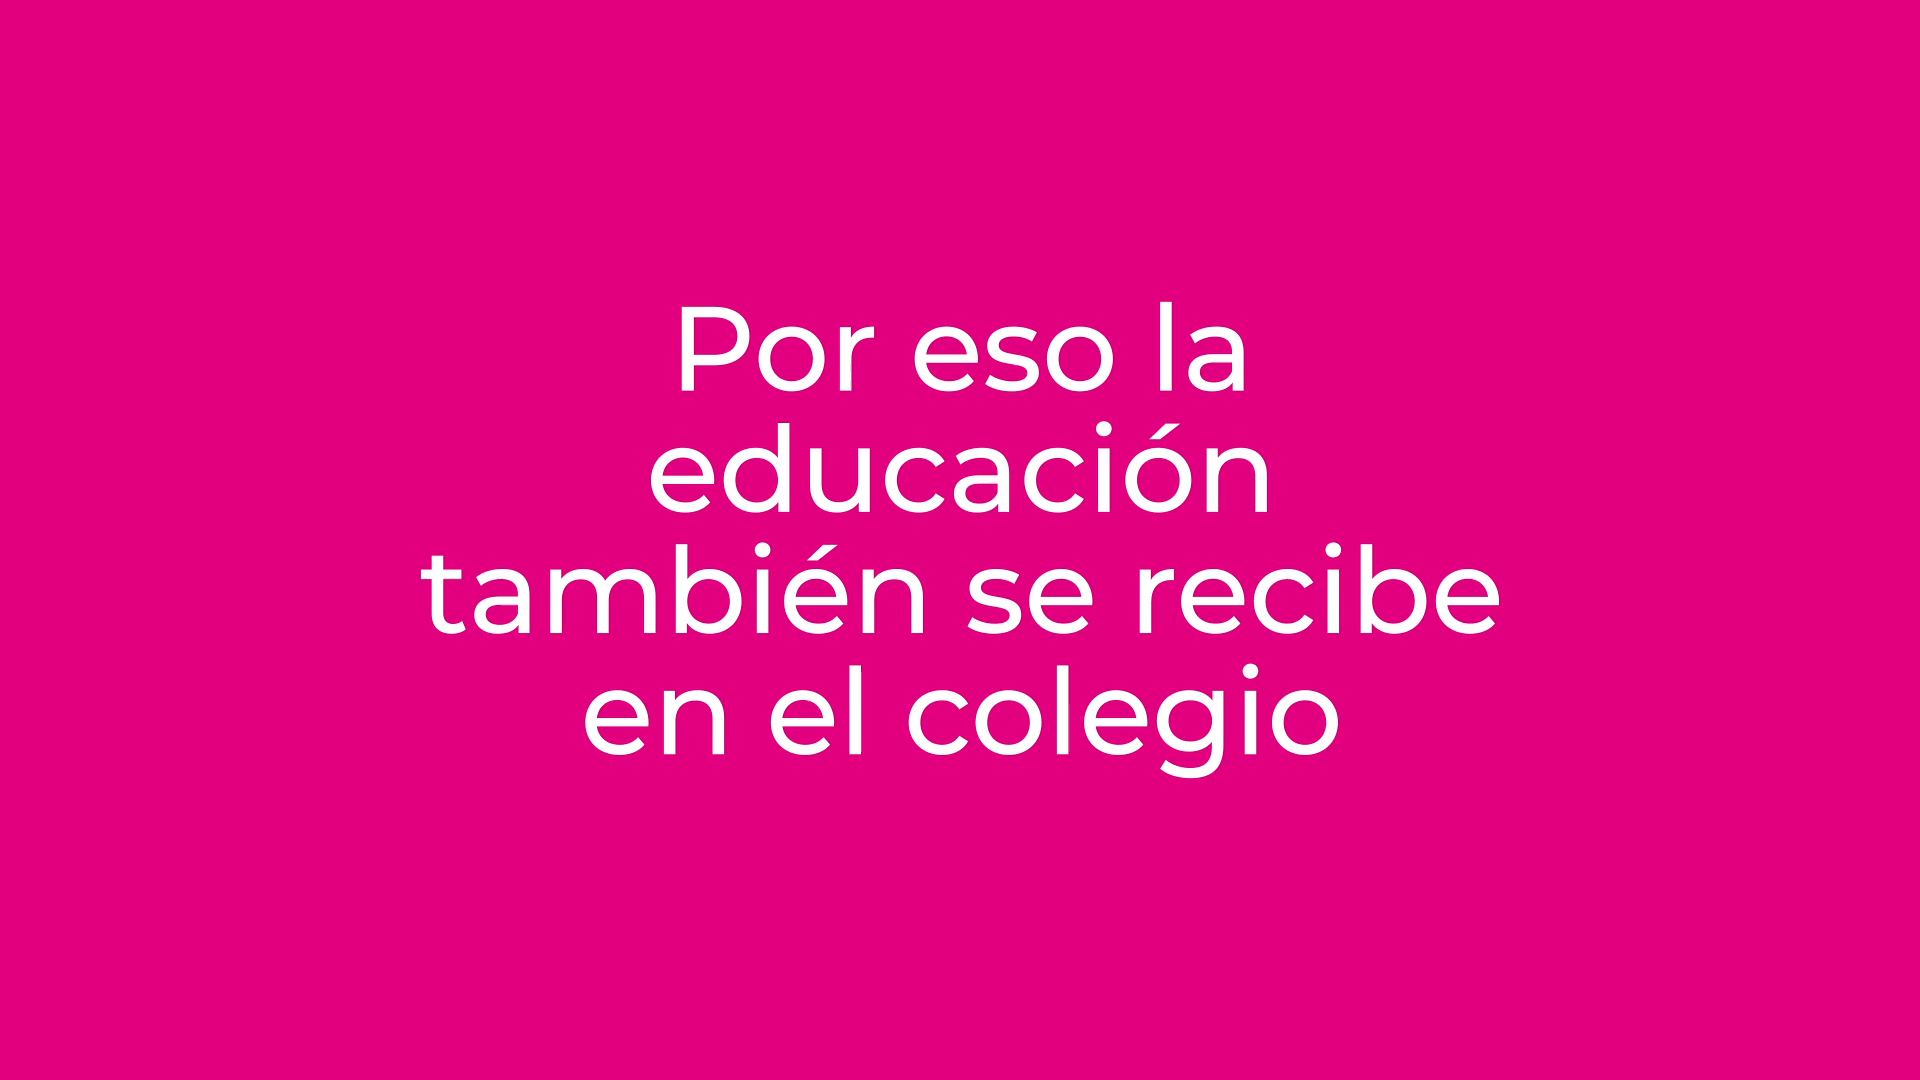 Por eso la
educación
también se recibe
en el colegio